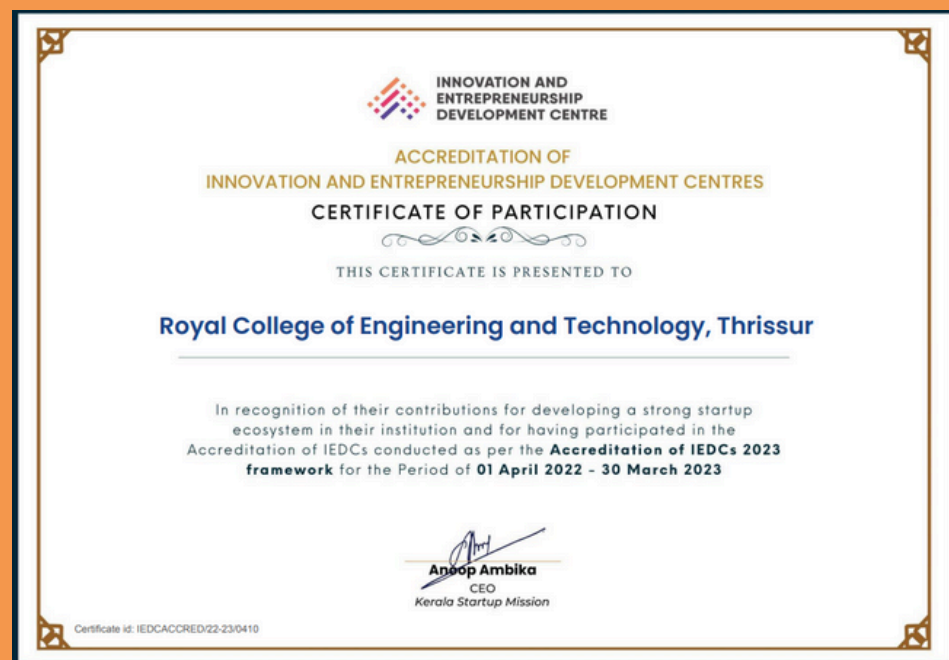 INNOVATION AND
ENTREPRENEURSHIP
DEVELOPMENT CENTRE
ACCREDITATION OF
INNOVATION AND ENTREPRENEURSHIP DEVELOPMENT CENTRES
CERTIFICATE OF PARTICIPATION
THIS CERTIFICATE IS PRESENTED TO
Royal College of Engineering and Technology, Thrissur
In recognition of their contributions for developing a strong startup
ecosystem in their institution and for having participated in the
Accreditation of IEDCs conducted as per the Accreditation of IEDCs 2023
framework for the Period of 01 April 2022 - 30 March 2023
Anoop Ambika
CEO
Kerala Startup Mission
Certificate id: IEDCACCRED/22-23/0410